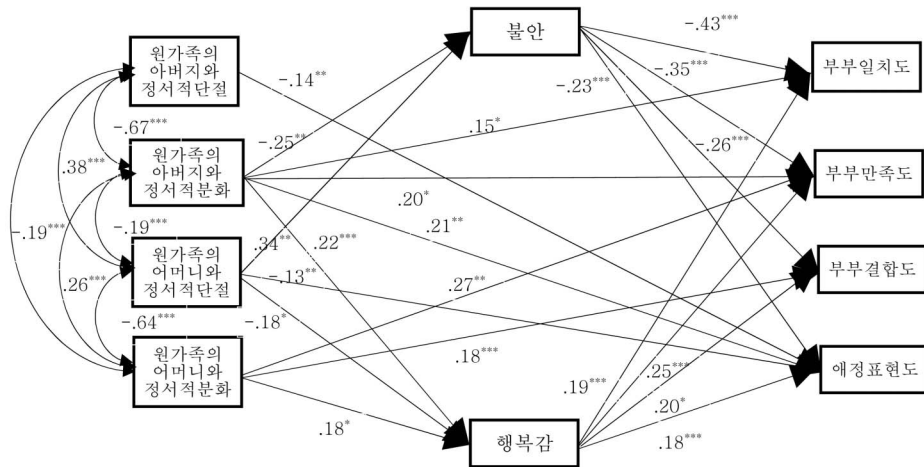 불안
-.43***
원가족의
아버지와
정서적단절
-.14**
-.35***
부부일치도
-.23***
-.67***
-.25**
.15*
-.26***
.38***
원가족의
아버지와
정서적분화
부부만족도
.20*
.21**
-.19***
-.19***
원가족의
어머니와
정서적단절
.34**
.22***
-.13**
부부결합도
.26***
.27**
-.64***
-.18*
원가족의
어머니와
정서적분화
.18***
.25***
애정표현도
.19***
.20*
.18*
행복감
.18***